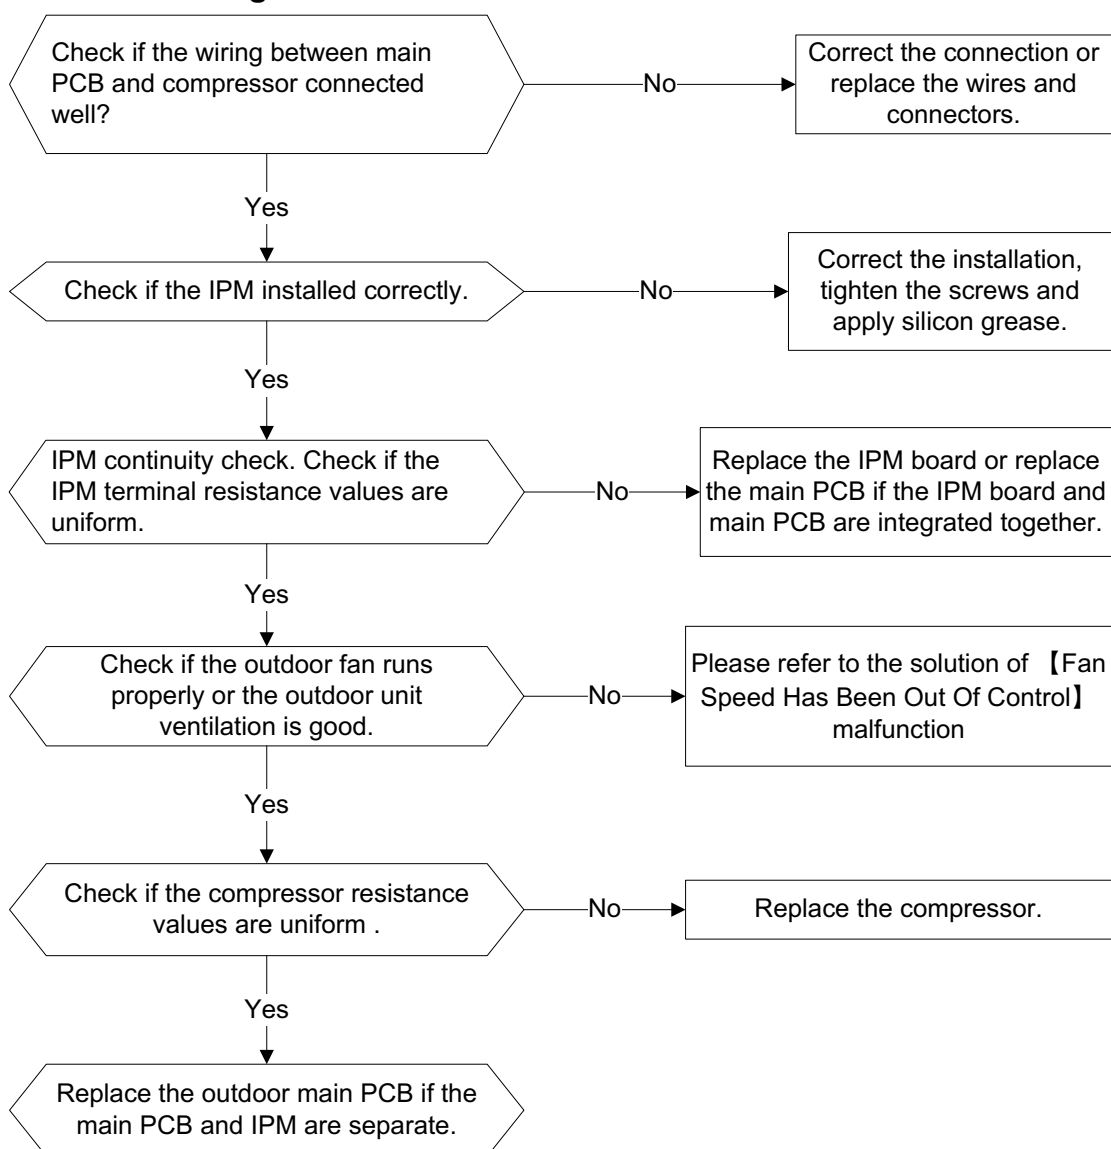 Check if the wiring between main
PCB and compressor connected
well?
No
Correct the connection or
replace the wires and
connectors.
Yes
Check if the IPM installed correctly.
No
Correct the installation,
tighten the screws and
apply silicon grease.
Yes
IPM continuity check. Check if the
IPM terminal resistance values are
uniform.
No
Replace the IPM board or replace
the main PCB if the IPM board and
main PCB are integrated together.
Yes
Check if the outdoor fan runs
properly or the outdoor unit
ventilation is good.
No
Please refer to the solution of 【Fan
Speed Has Been Out Of Control】
malfunction
Yes
Check if the compressor resistance
values are uniform .
No
Replace the compressor.
Yes
Replace the outdoor main PCB if the
main PCB and IPM are separate.